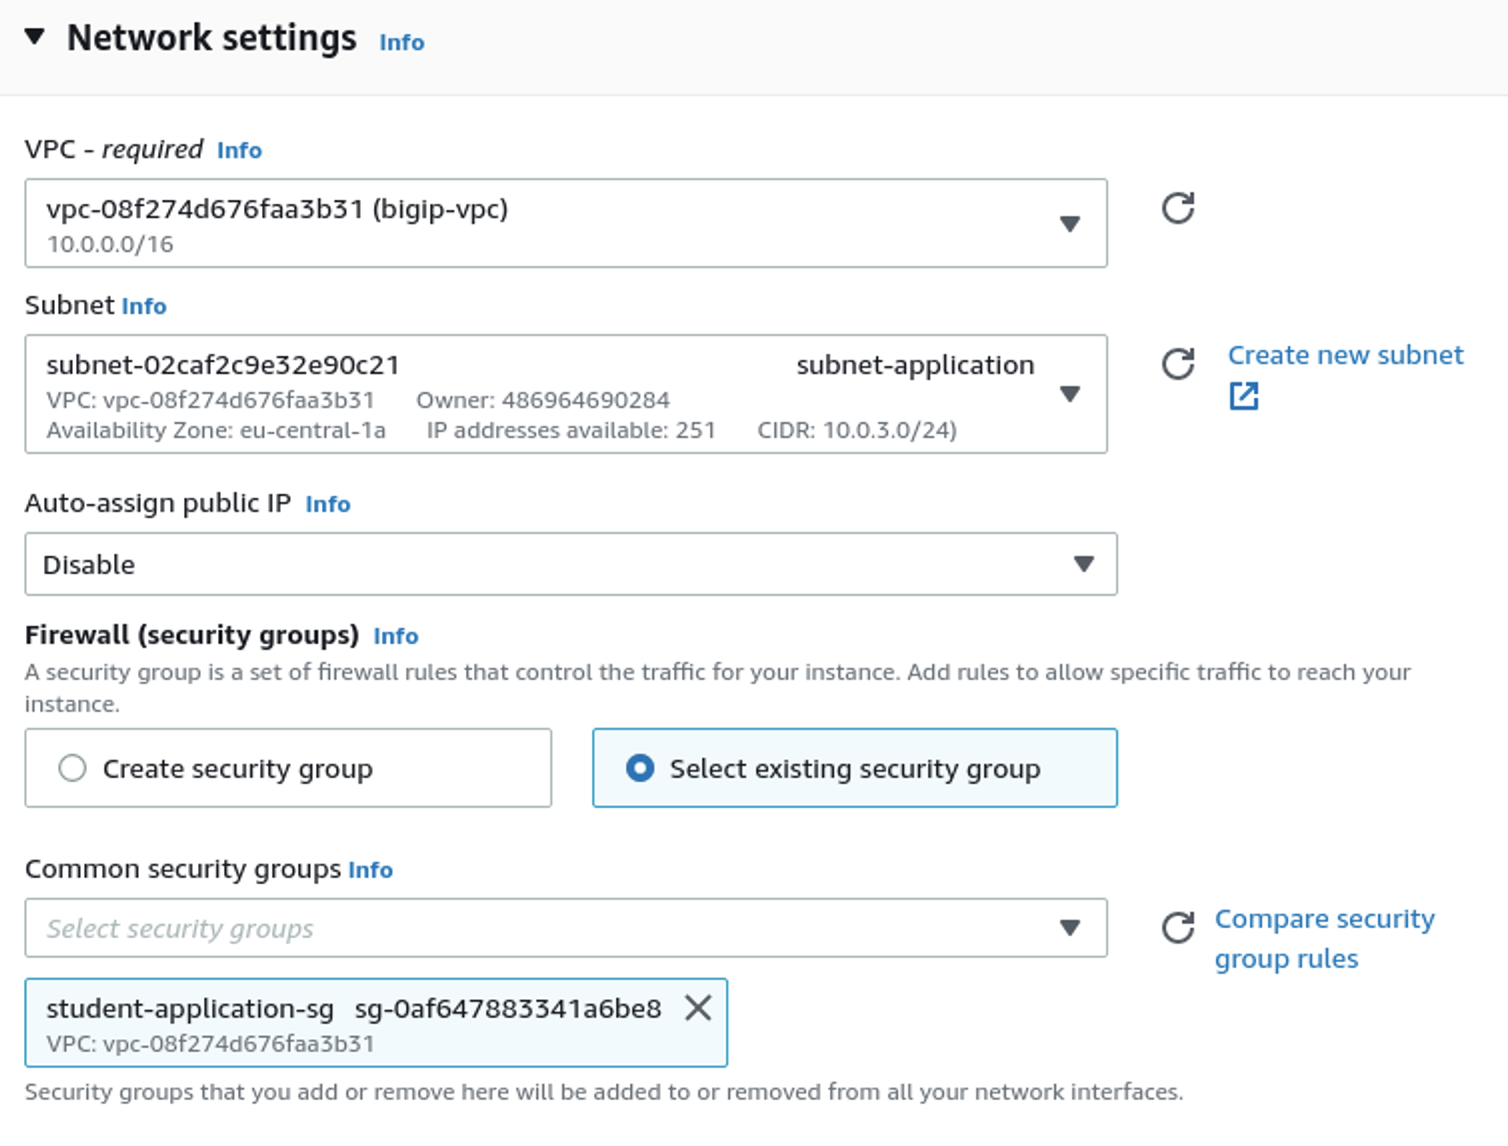 Network settings Info
VPC - required Info
vpc-08f274d676faa3b31 (bigip-vpc)
10.0.0.0/16
Subnet Info
subnet-02caf2c9e32e90c21 subnet-application
VPC: vpc-08f274d676faa3b31 Owner: 486964690284
Availability Zone: eu-central-1a IP addresses available: 251 CIDR: 10.0.3.0/24)
Create new subnet
Auto-assign public IP Info
Disable
Firewall (security groups) Info
A security group is a set of firewall rules that control the traffic for your instance. Add rules to allow specific traffic to reach your
instance.
Create security group
Select existing security group
Common security groups Info
Select security groups
Compare security
group rules
student-application-sg sg-0af647883341a6be8
VPC: vpc-08f274d676faa3b31
Security groups that you add or remove here will be added to or removed from all your network interfaces.